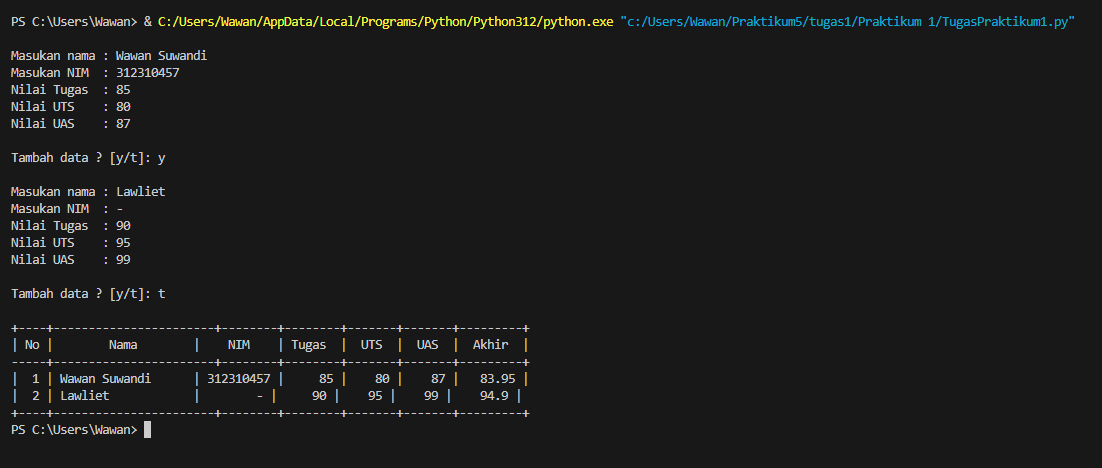 PS C:\Users\Wawan> & C:/Users/Wawan/AppData/Local/Programs/Python/Python312/python.exe "c:/Users/Wawan/Praktikum5/tugas1/Praktikum 1/TugasPraktikum1.py"
Masukan nama : Wawan Suwandi
Masukan NIM  : 312310457
Nilai Tugas  : 85
Nilai UTS    : 80
Nilai UAS    : 87
Tambah data ? [y/t]: y
Masukan nama : Lawliet
Masukan NIM  : -
Nilai Tugas  : 90
Nilai UTS    : 95
Nilai UAS    : 99
Tambah data ? [y/t]: t
+----+-----------------------+--------+--------+-------+-------+---------+
| No |        Nama        |    NIM    | Tugas  |  UTS  |  UAS  |  Akhir  |
-----+-----------------------+--------+--------+-------+-------+---------+
|  1 | Wawan Suwandi      | 312310457 |     85 |    80 |    87 |   83.95 |
|  2 | Lawliet            |        - |     90 |    95 |    99 |   94.9 |
+----+-----------------------+--------+--------+-------+-------+---------+
PS C:\Users\Wawan>